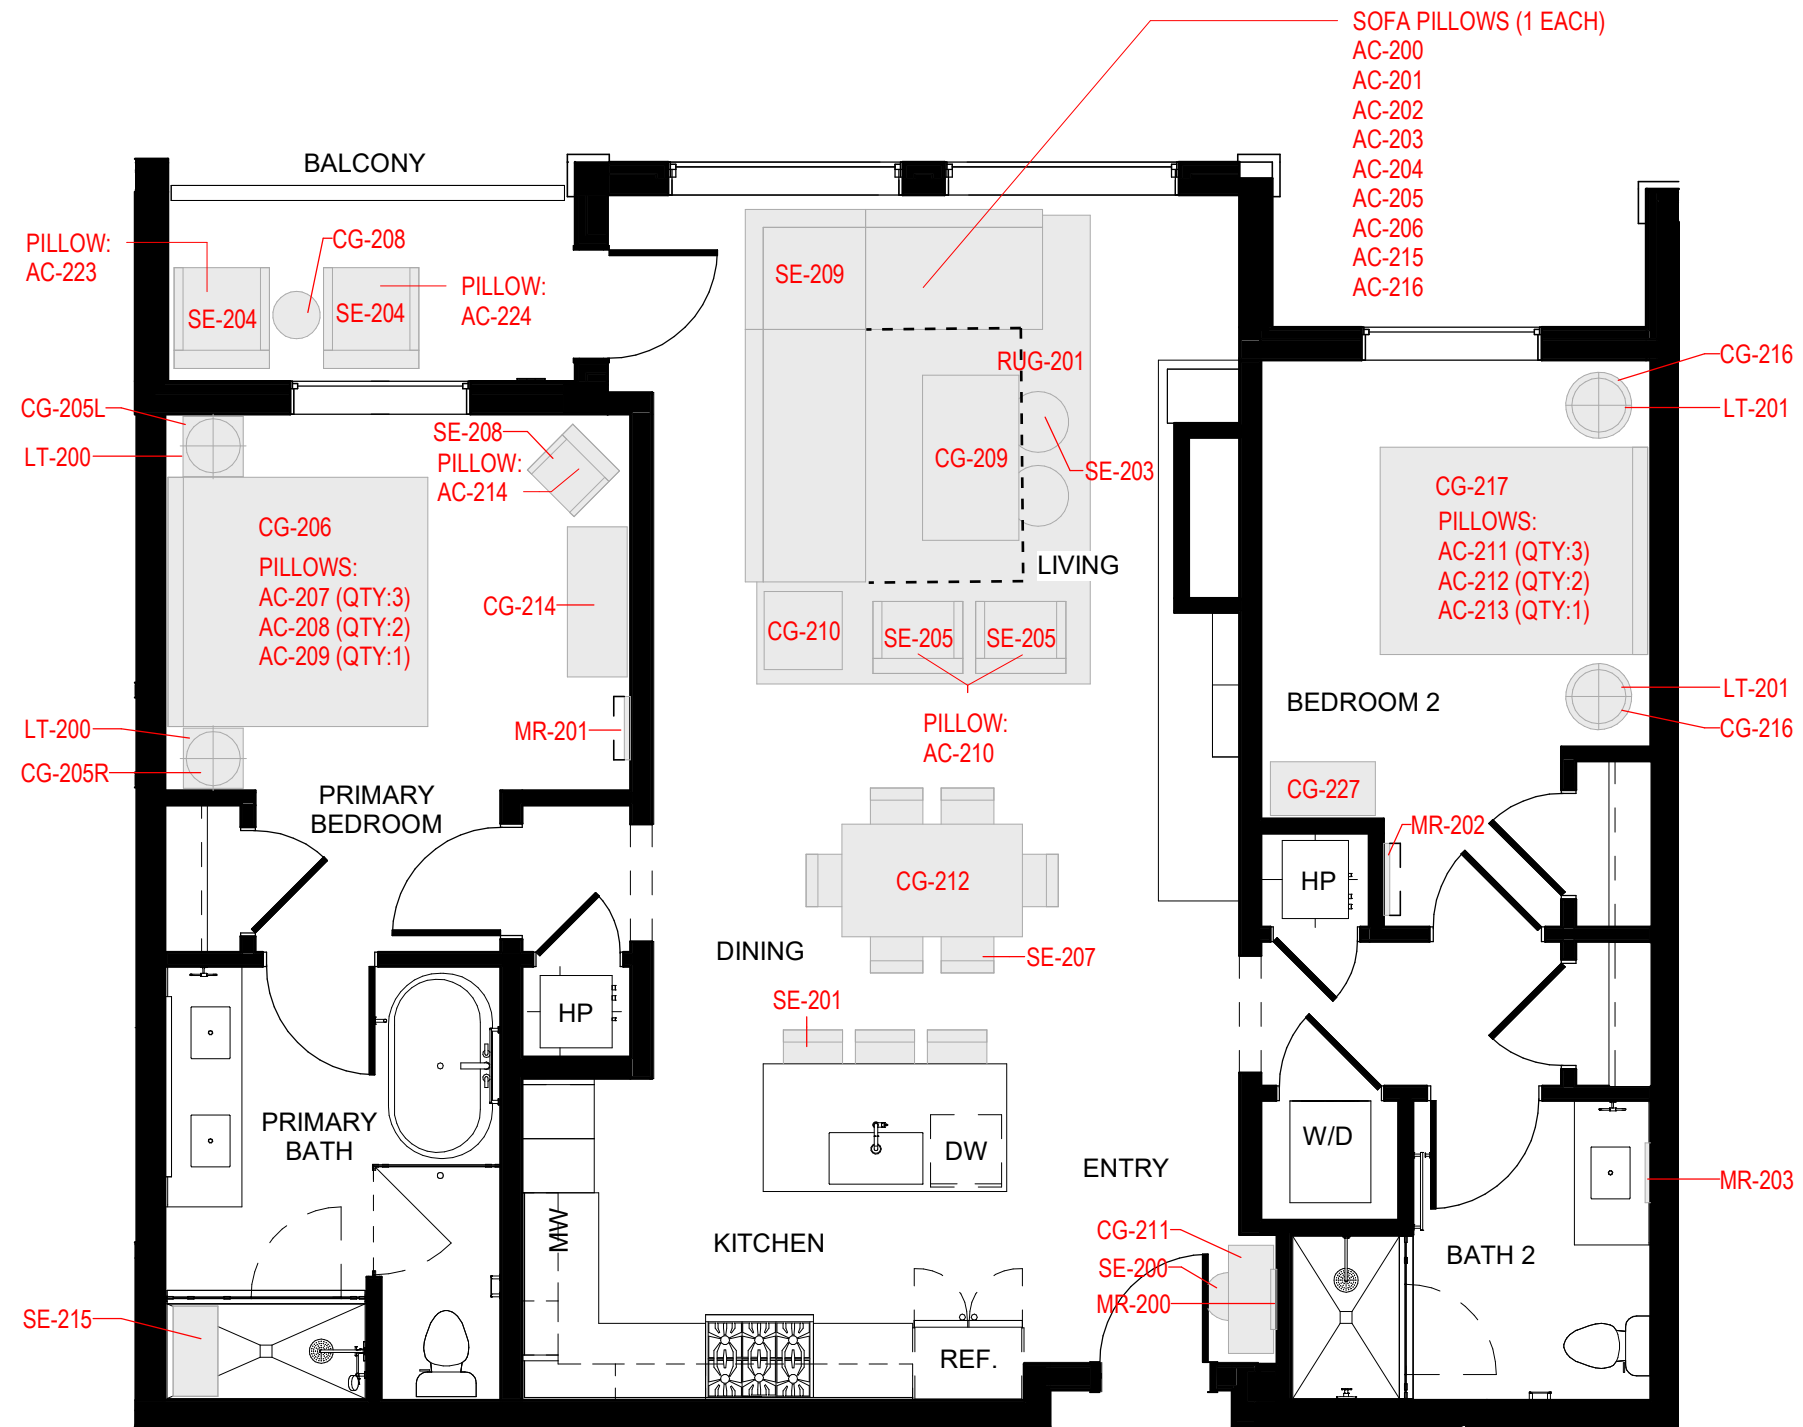 SOFA PILLOWS (1 EACH)
AC-200
AC-201
AC-202
AC-203
AC-204
AC-205
AC-206
AC-215
AC-216
BALCONY
PILLOW:
AC-223
CG-208
SE-204
SE-204
PILLOW:
AC-224
SE-209
RUG-201
CG-209
SE-203
LIVING
CG-210
SE-205
SE-205
PILLOW:
AC-210
CG-205L
LT-200
SE-208
PILLOW:
AC-214
CG-206
PILLOWS:
AC-207 (QTY:3)
AC-208 (QTY:2)
AC-209 (QTY:1)
CG-214
MR-201
LT-200
CG-205R
PRIMARY
BEDROOM
CG-216
LT-201
CG-217
PILLOWS:
AC-211 (QTY:3)
AC-212 (QTY:2)
AC-213 (QTY:1)
BEDROOM 2
LT-201
CG-216
CG-227
MR-202
HP
CG-212
DINING
SE-207
SE-201
HP
PRIMARY
BATH
DW
W/D
ENTRY
MR-203
MW
KITCHEN
CG-211
SE-200
MR-200
BATH 2
SE-215
REF.